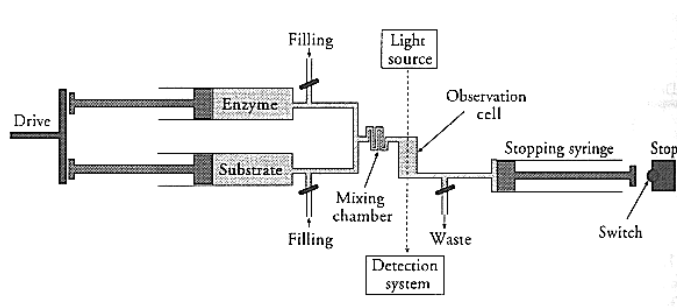 Filling
Light
source
Enzyme
Observation
cell
Drive
Stopping syringe
Stop
Substrate
Mixing
chamber
Switch
Filling
Waste
Detection
system